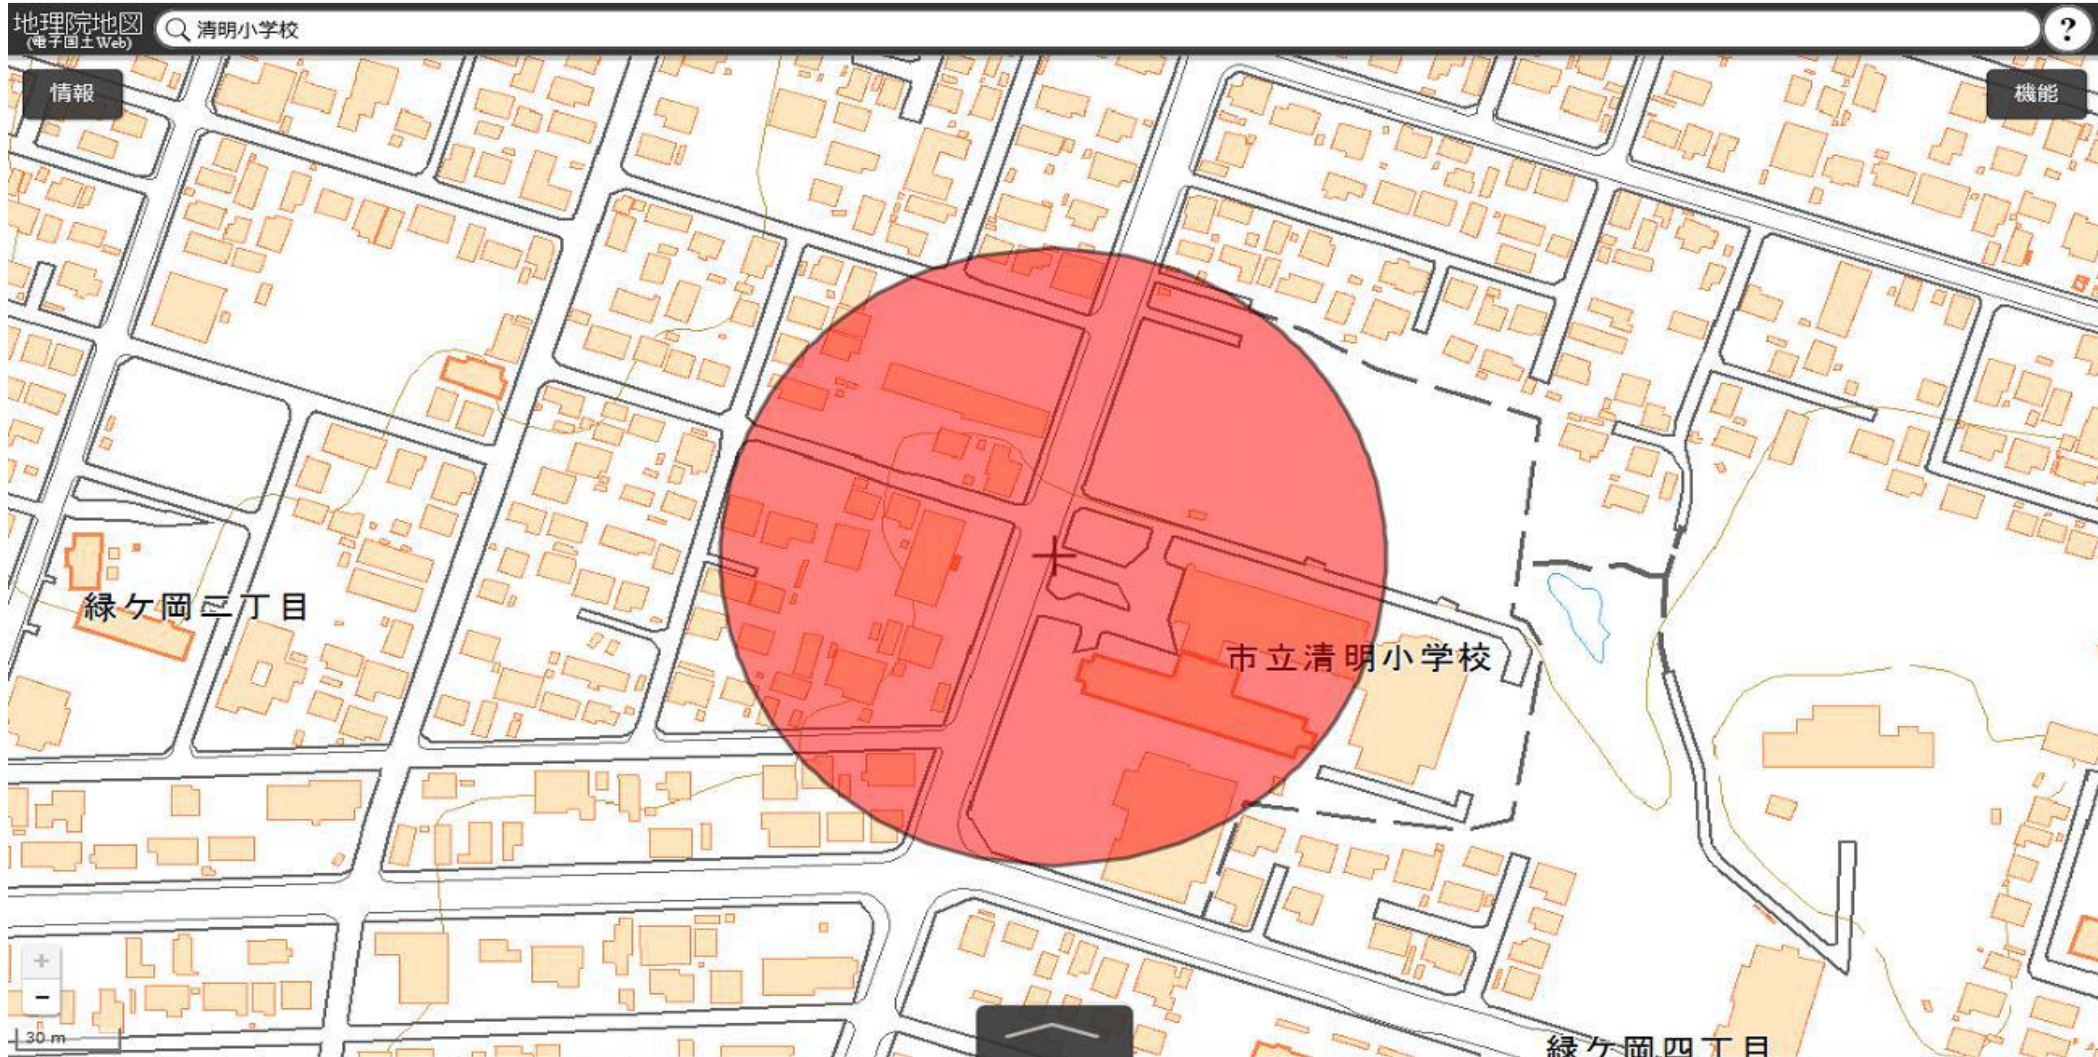 地理院地図
(電子国土Web)
清明小学校
?
情報
機能
緑ケ岡二丁目
市立清明小学校
+
−
30 m
緑ケ岡四丁目